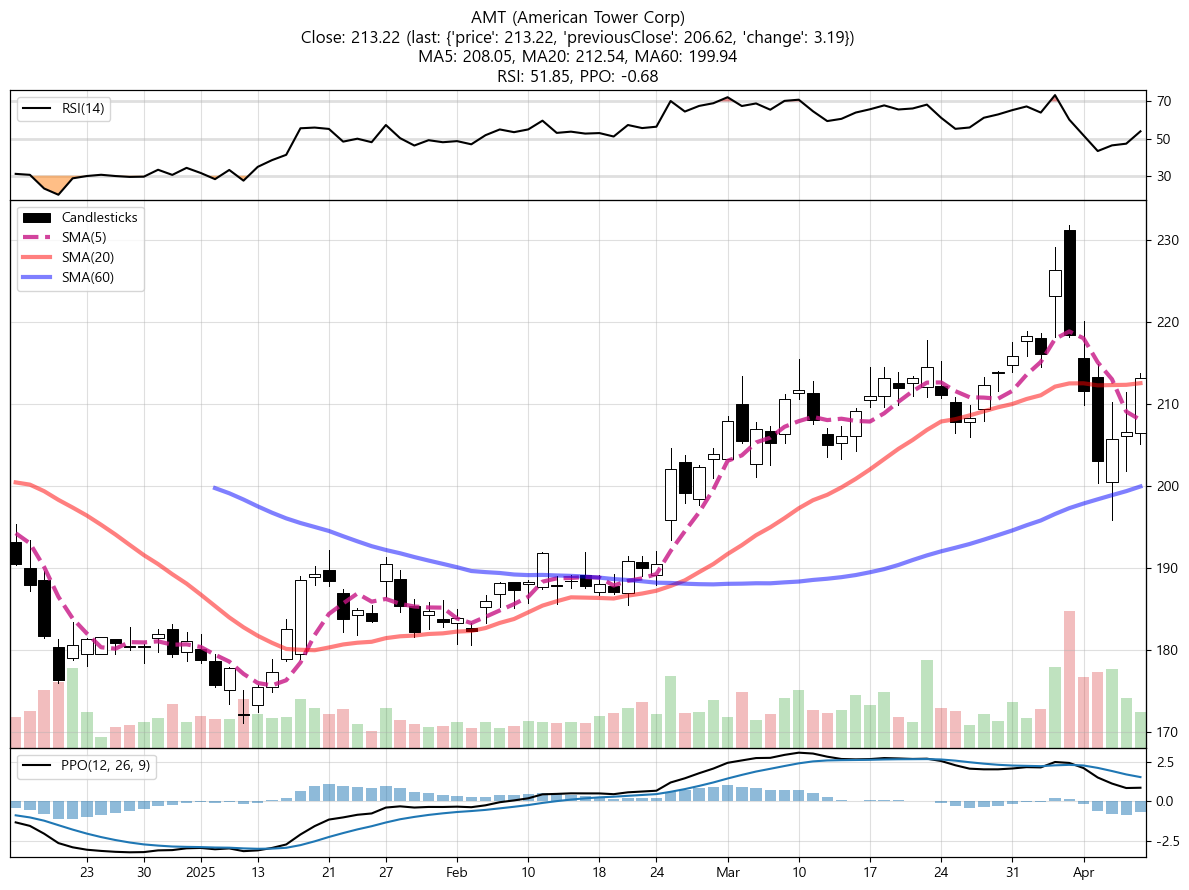 AMT (American Tower Corp)
Close: 213.22 (last: {'price': 213.22, 'previousClose': 206.62, 'change': 3.19})
MA5: 208.05, MA20: 212.54, MA60: 199.94
RSI: 51.85, PPO: -0.68
RSI(14)
70
50
30
Candlesticks
SMA(5)
SMA(20)
SMA(60)
230
220
210
200
190
180
170
PPO(12, 26, 9)
2.5
0.0
−2.5
23 30 2025 13 21 27 Feb 10 18 24 Mar 10 17 24 31 Apr